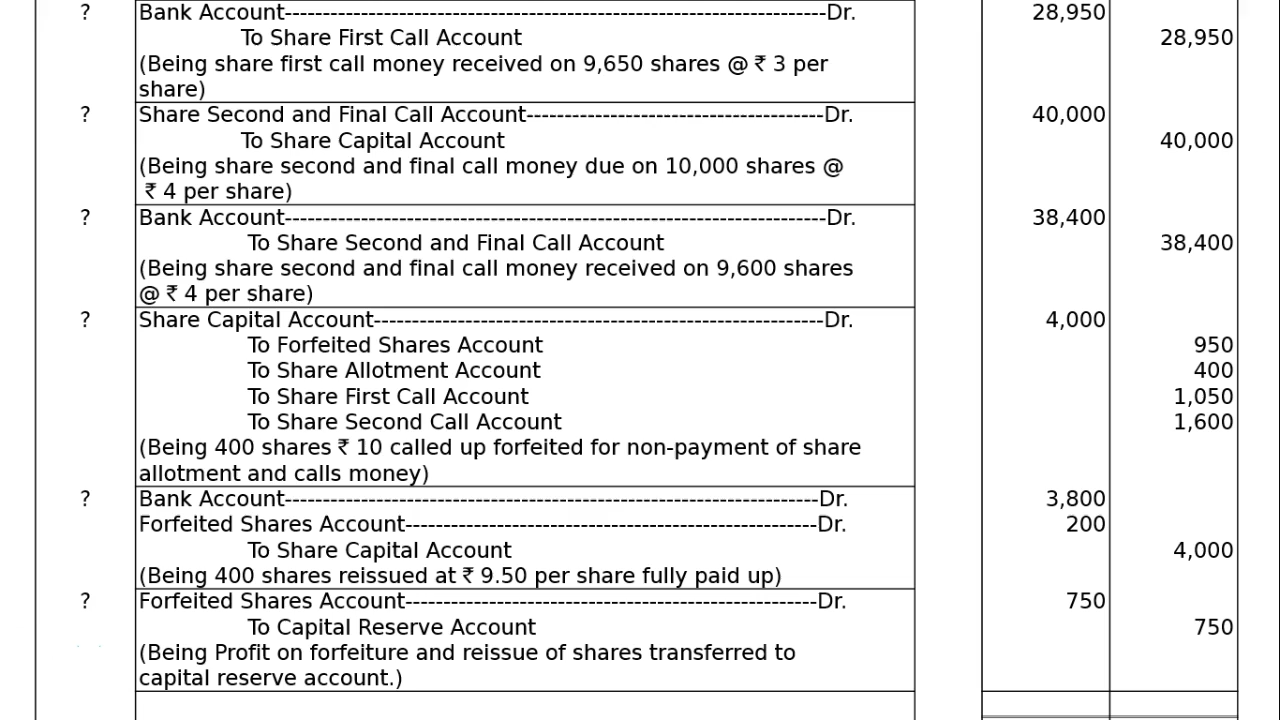 ? Bank Account-----------------------------------------------------------------------Dr. 28,950
To Share First Call Account 28,950
(Being share first call money received on 9,650 shares @ ₹ 3 per
share)
? Share Second and Final Call Account---------------------------------------Dr. 40,000
To Share Capital Account 40,000
(Being share second and final call money due on 10,000 shares @
₹ 4 per share)
? Bank Account-----------------------------------------------------------------------Dr. 38,400
To Share Second and Final Call Account 38,400
(Being share second and final call money received on 9,600 shares
@ ₹ 4 per share)
? Share Capital Account-----------------------------------------------------------Dr. 4,000
To Forfeited Shares Account 950
To Share Allotment Account 400
To Share First Call Account 1,050
To Share Second Call Account 1,600
(Being 400 shares ₹ 10 called up forfeited for non-payment of share
allotment and calls money)
? Bank Account----------------------------------------------------------------------Dr. 3,800
Forfeited Shares Account------------------------------------------------------Dr. 200
To Share Capital Account 4,000
(Being 400 shares reissued at ₹ 9.50 per share fully paid up)
? Forfeited Shares Account------------------------------------------------------Dr. 750
To Capital Reserve Account 750
(Being Profit on forfeiture and reissue of shares transferred to
capital reserve account.)